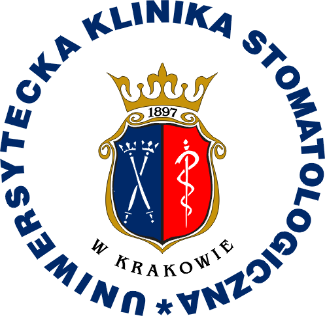 UNIWERSYTECKA KLINIKA STOMATOLOGICZNA *
1897
W KRAKOWIE